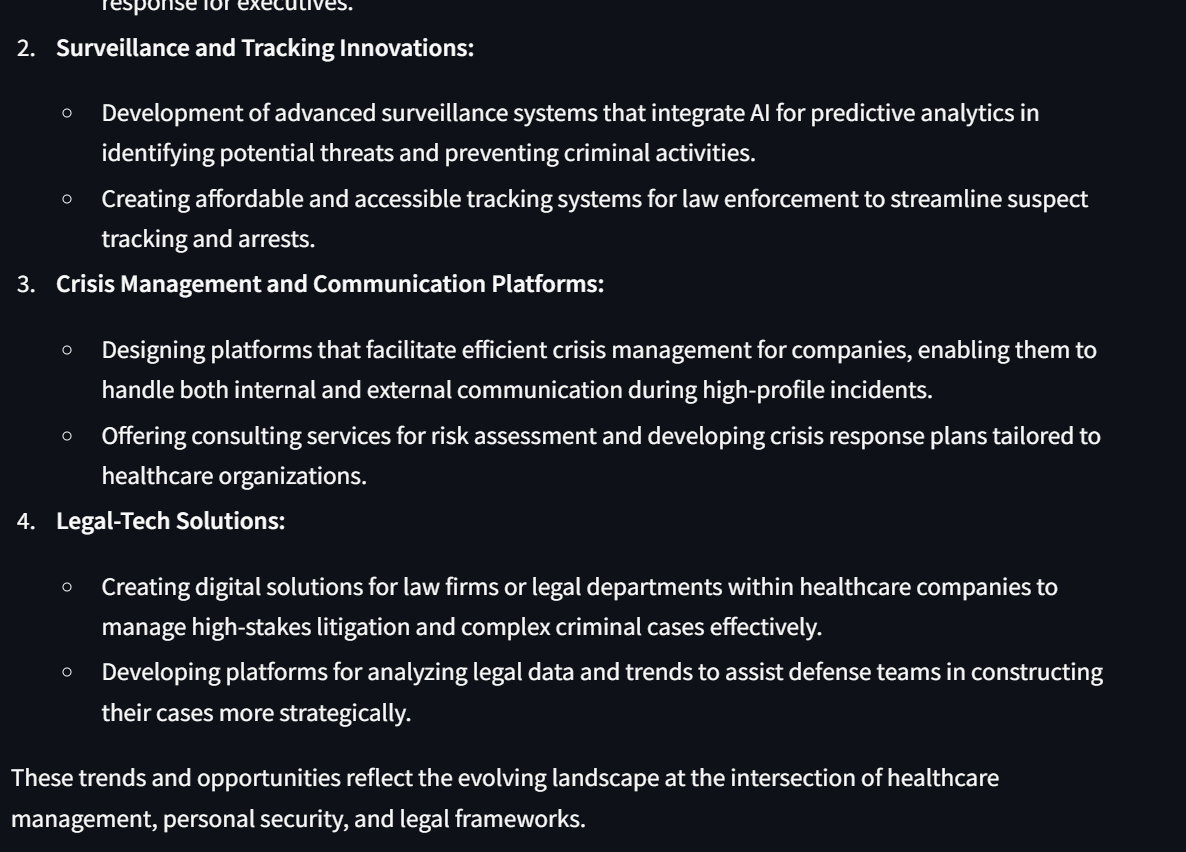 response for executives.
2. Surveillance and Tracking Innovations:
○ Development of advanced surveillance systems that integrate AI for predictive analytics in
identifying potential threats and preventing criminal activities.
○ Creating affordable and accessible tracking systems for law enforcement to streamline suspect
tracking and arrests.
3. Crisis Management and Communication Platforms:
○ Designing platforms that facilitate efficient crisis management for companies, enabling them to
handle both internal and external communication during high-profile incidents.
○ Offering consulting services for risk assessment and developing crisis response plans tailored to
healthcare organizations.
4. Legal-Tech Solutions:
○ Creating digital solutions for law firms or legal departments within healthcare companies to
manage high-stakes litigation and complex criminal cases effectively.
○ Developing platforms for analyzing legal data and trends to assist defense teams in constructing
their cases more strategically.
These trends and opportunities reflect the evolving landscape at the intersection of healthcare
management, personal security, and legal frameworks.